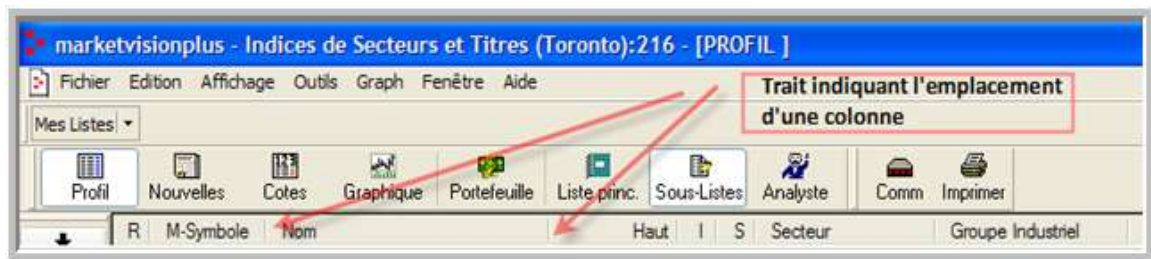 marketvisionplus - Indices de Secteurs et Titres (Toronto):216 - [PROFIL ]
Fichier Edition Affichage Outils Graph Fenêtre Aide
Trait indiquant l'emplacement
d'une colonne
Mes Listes
Profil Nouvelles Cotes Graphique Portefeuille Liste princ. Sous-Listes Analyste Comm Imprimer
R M-Symbole Nom Haut I S Secteur Groupe Industriel